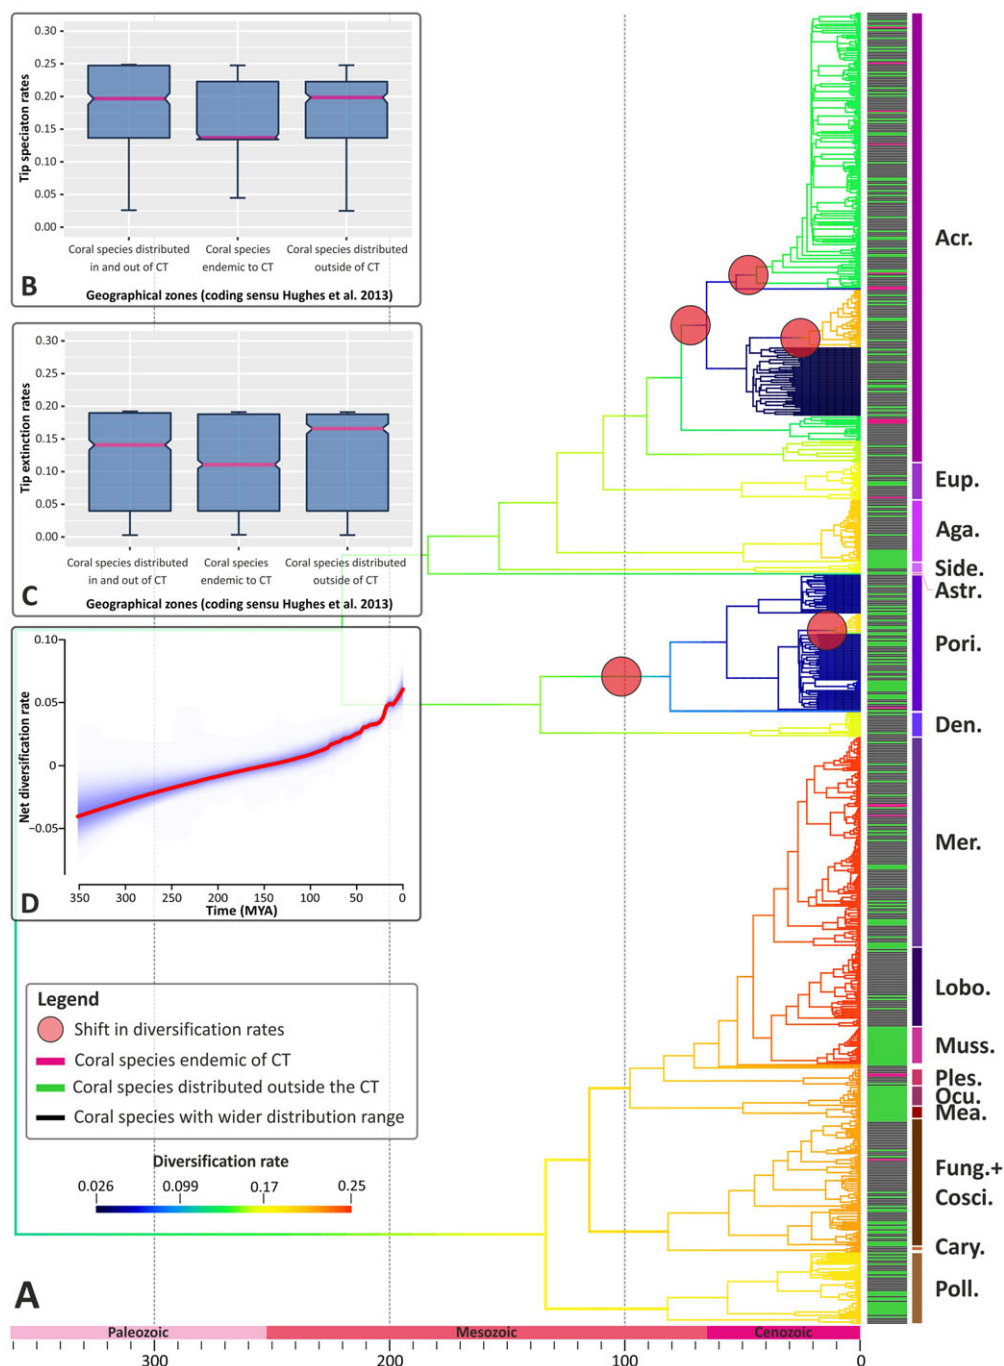 0.30
0.25
0.20
0.15
0.10
0.05
0.00
Tip speciaton rates
Coral species distributed
in and out of CT
Coral species
endemic to CT
Coral species distributed
outside of CT
B
Geographical zones (coding sensu Hughes et al. 2013)
0.30
0.25
0.20
0.15
0.10
0.05
0.00
Tip extinction rates
Coral species distributed
in and out of CT
Coral species
endemic to CT
Coral species distributed
outside of CT
C
Geographical zones (coding sensu Hughes et al. 2013)
0.10
0.05
0
−0.05
Net diversification rate
350 300 250 200 150 100 50 0
Time (MYA)
D
Legend
Shift in diversification rates
Coral species endemic of CT
Coral species distributed outside the CT
Coral species with wider distribution range
Diversification rate
0.026 0.099 0.17 0.25
A
Acr.
Eup.
Aga.
Side.
Astr.
Pori.
Den.
Mer.
Lobo.
Muss.
Ples.
Ocu.
Mea.
Fung.+
Cosci.
Cary.
Poll.
Paleozoic Mesozoic Cenozoic
300 200 100 0